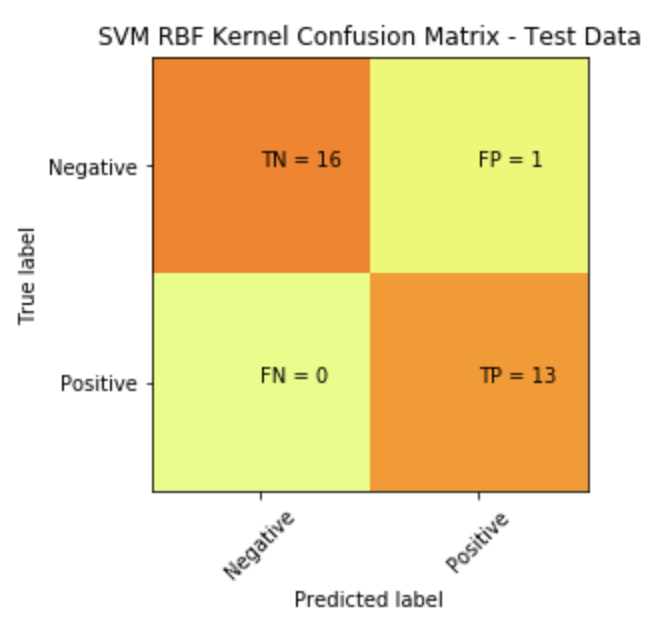 SVM RBF Kernel Confusion Matrix - Test Data
Negative
TN = 16
FP = 1
True label
Positive
FN = 0
TP = 13
Negative
Positive
Predicted label